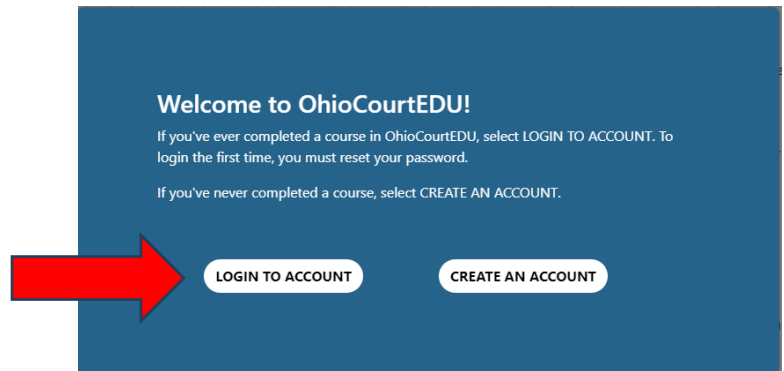 Welcome to OhioCourtEDU!
If you've ever completed a course in OhioCourtEDU, select LOGIN TO ACCOUNT. To
login the first time, you must reset your password.
If you've never completed a course, select CREATE AN ACCOUNT.
LOGIN TO ACCOUNT
CREATE AN ACCOUNT